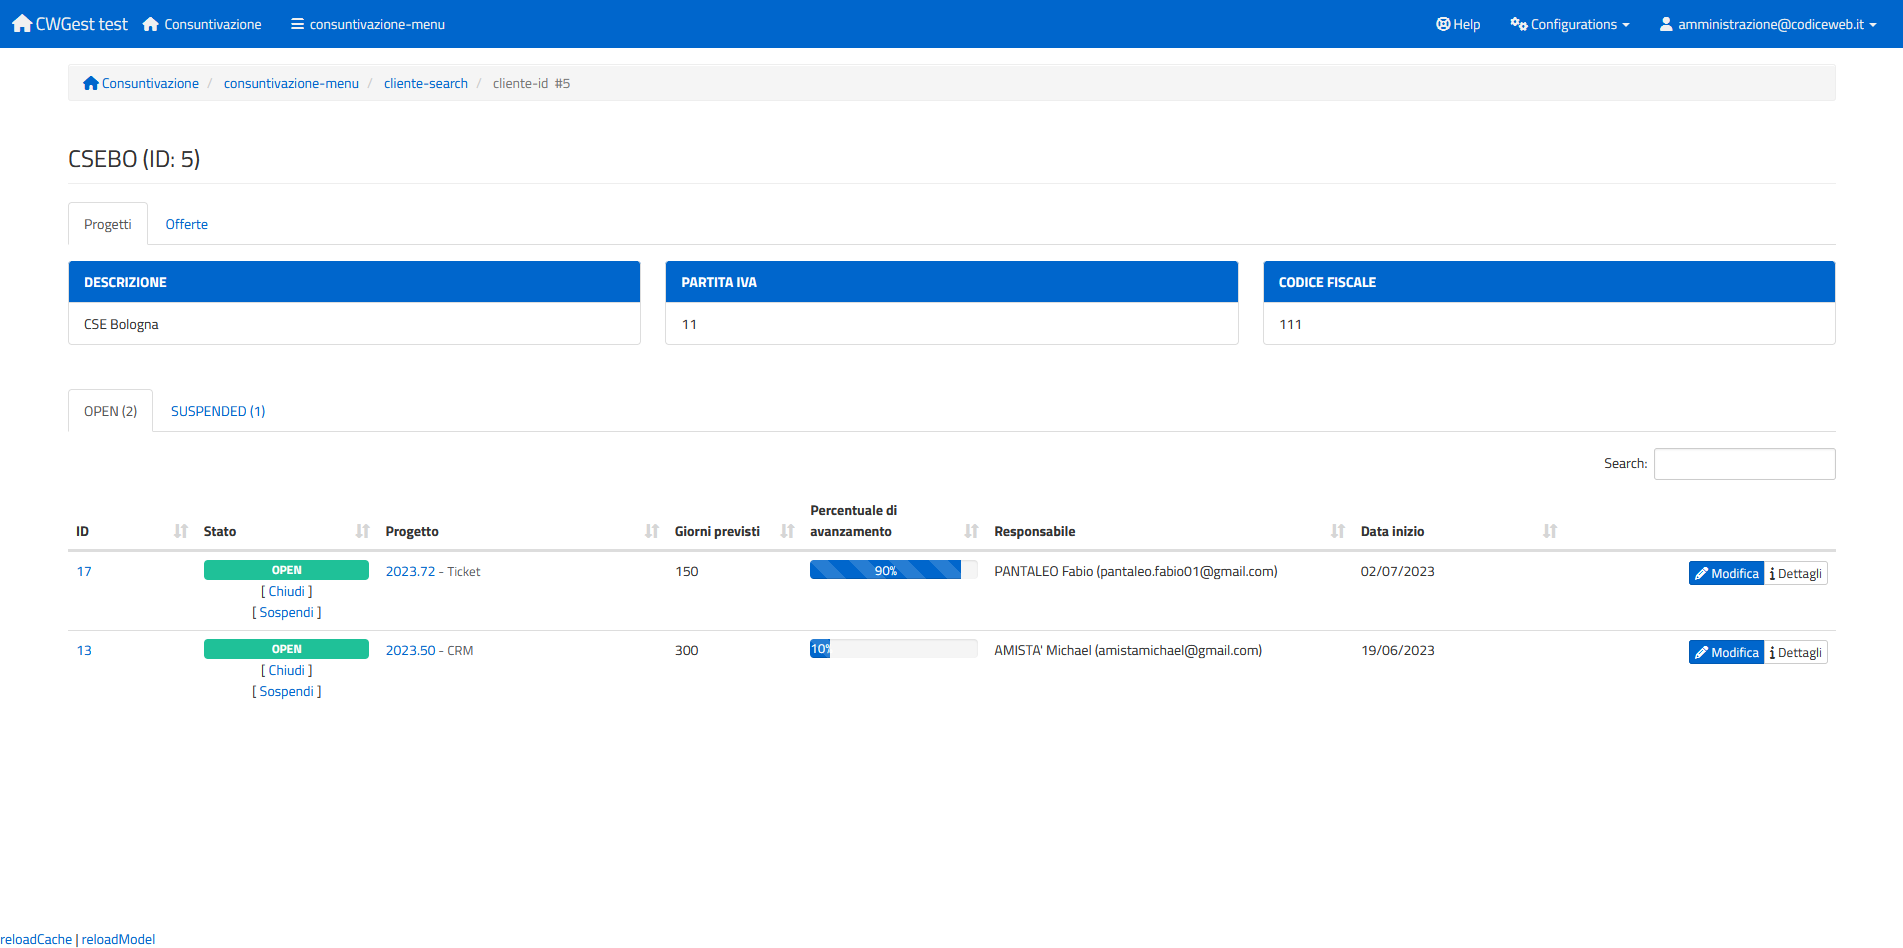 CWGest test Consuntivazione consuntivazione-menu Help Configurations amministrazione@codiceweb.it
Consuntivazione / consuntivazione-menu / cliente-search / cliente-id #5
CSEBO (ID: 5)
Progetti Offerte
DESCRIZIONE PARTITA IVA CODICE FISCALE
CSE Bologna 11 111
OPEN (2) SUSPENDED (1)
Search:
ID Stato Progetto Giorni previsti Percentuale di avanzamento Responsabile Data inizio
17 OPEN 2023.72 - Ticket 150 90% PANTALEO Fabio (pantaleo.fabio01@gmail.com) 02/07/2023 Modifica Dettagli
[ Chiudi ]
[ Sospendi ]
13 OPEN 2023.50 - CRM 300 10% AMISTA' Michael (amistamichael@gmail.com) 19/06/2023 Modifica Dettagli
[ Chiudi ]
[ Sospendi ]
reloadCache | reloadModel